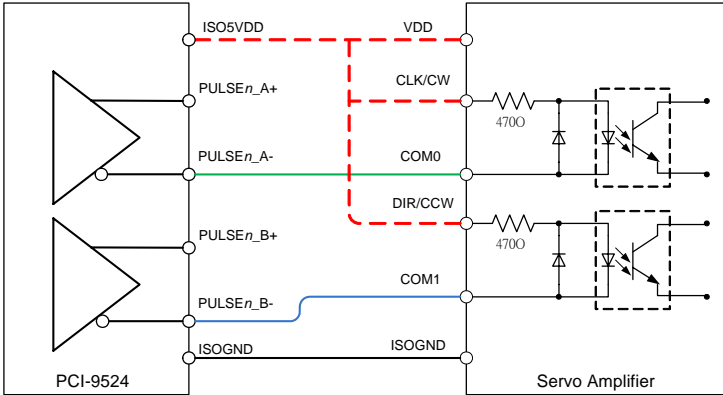 ISO5VDD
VDD
PULSEn_A+
CLK/CW
470O
PULSEn_A-
COM0
DIR/CCW
PULSEn_B+
470O
COM1
PULSEn_B-
ISOGND
ISOGND
PCI-9524
Servo Amplifier